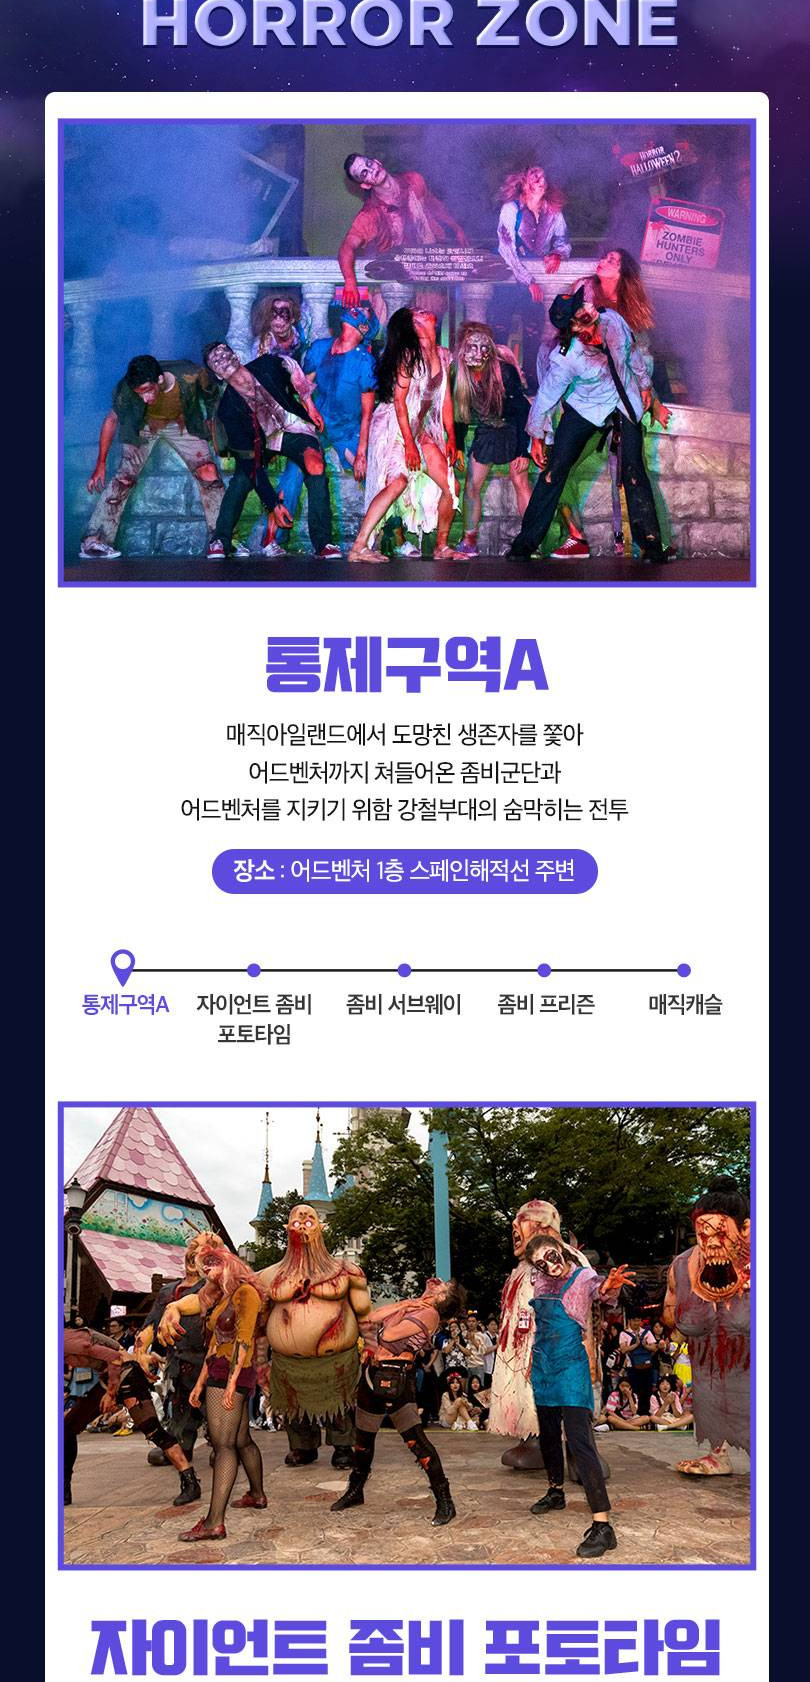 HORROR ZONE
HORROR
HALLOWEEN 2
WARNING
ZOMBIE
HUNTERS
ONLY
통제구역A
매직아일랜드에서 도망친 생존자를 쫓아
어드벤처까지 쳐들어온 좀비군단과
어드벤처를 지키기 위함 강철부대의 숨막히는 전투
장소 : 어드벤처 1층 스페인해적선 주변
통제구역A
자이언트 좀비
포토타임
좀비 서브웨이
좀비 프리즌
매직캐슬
자이언트 좀비 포토타임